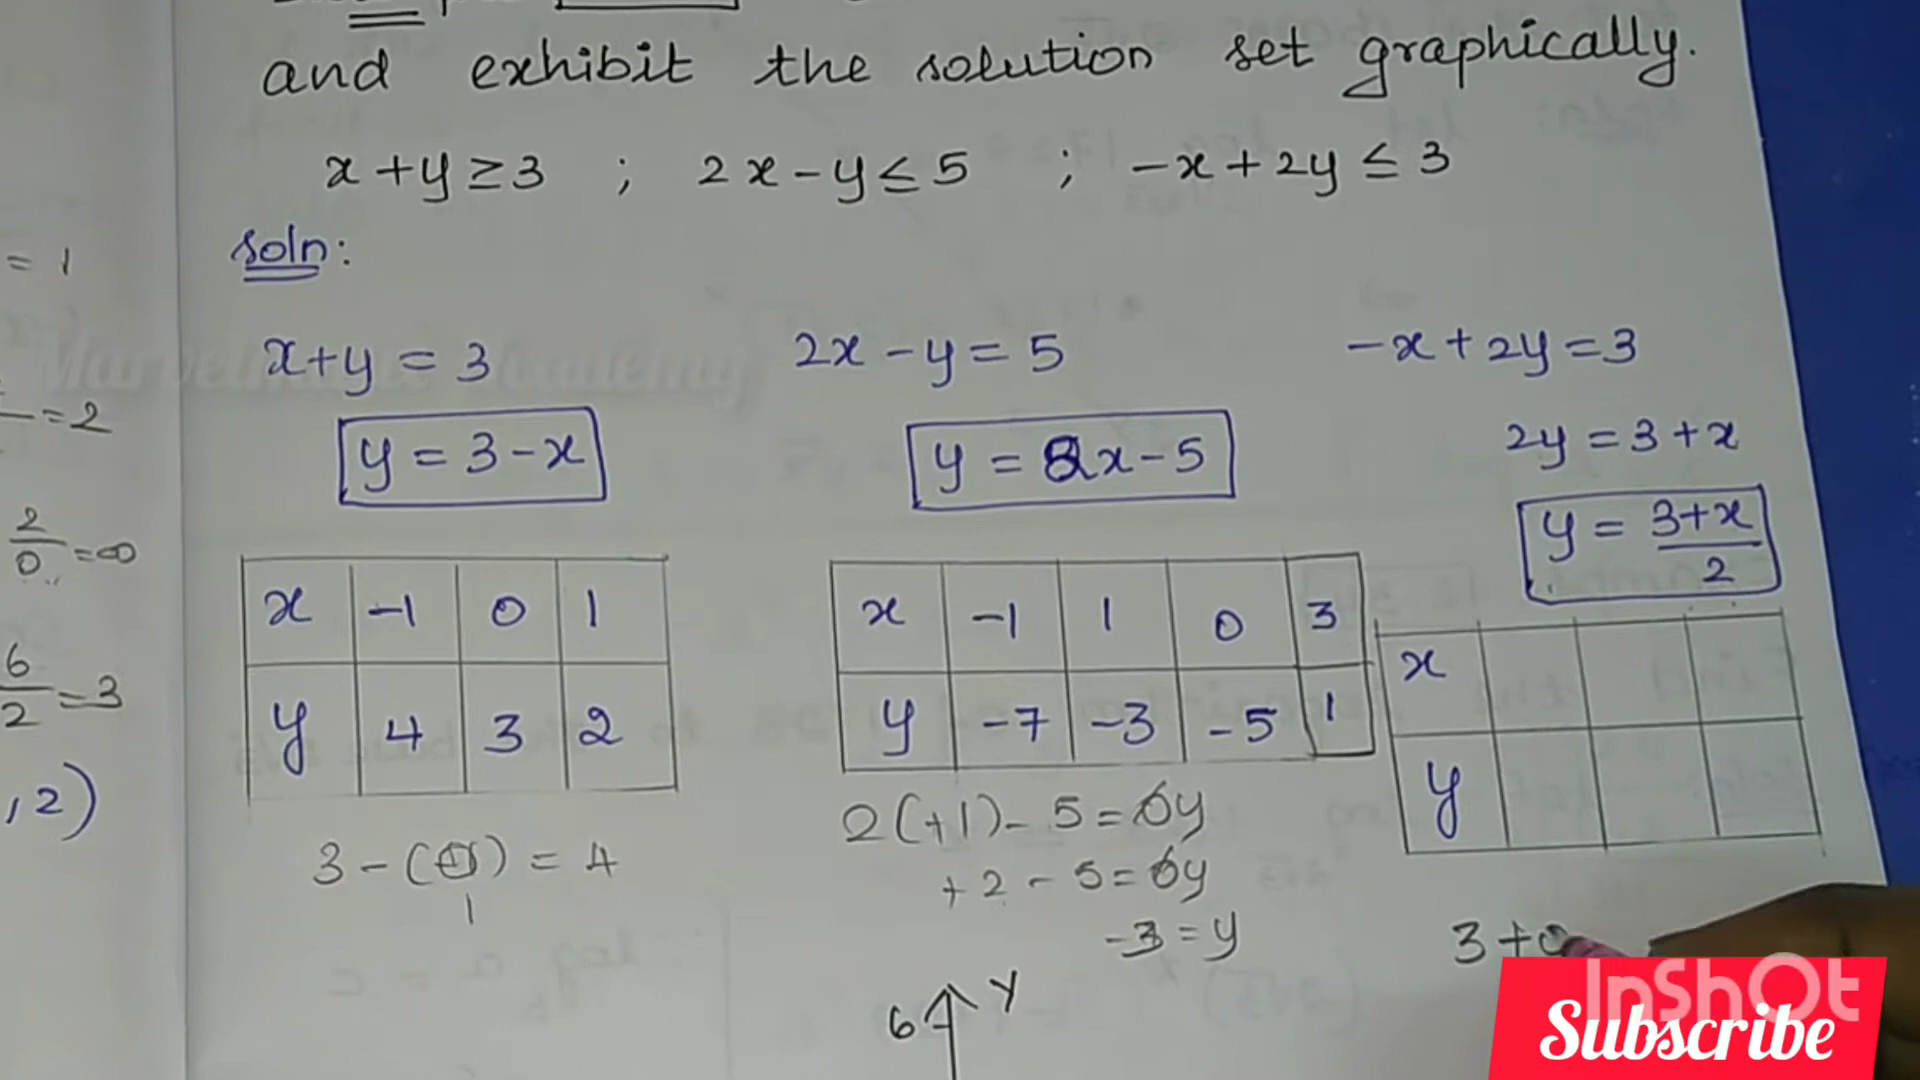 and exhibit the solution set graphically.
x + y ≥ 3 ; 2x - y ≤ 5 ; -x + 2y ≤ 3
soln:
= 1
x + y = 3
2x - y = 5
-x + 2y = 3
= 2
y = 3 - x
y = 2x - 5
2y = 3 + x
y = 3+x/2
2/0 = ∞
x -1 0 1
y 4 3 2
x -1 1 0 3
y -7 -3 -5 1
x
y
6/2 = 3
, 2)
3 - ( ) = 4
1
2(+1) - 5 = y
+2 - 5 = y
-3 = y
3 +
6 Y
InShOt
Subscribe